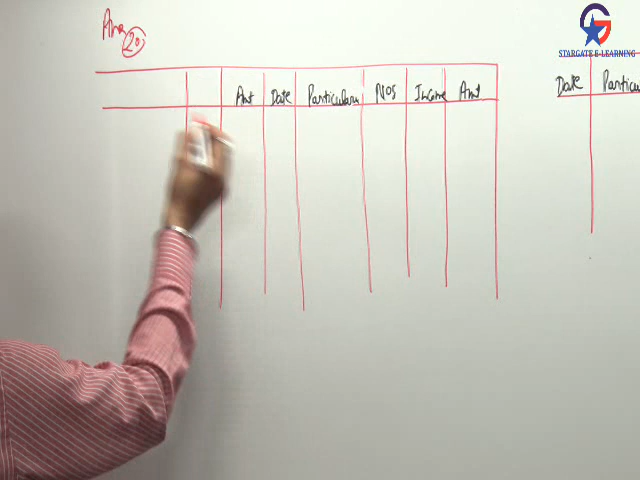 Ans 20
STARGATE E-LEARNING
Amt Date Particulars NOS Income Amt
Date Particu